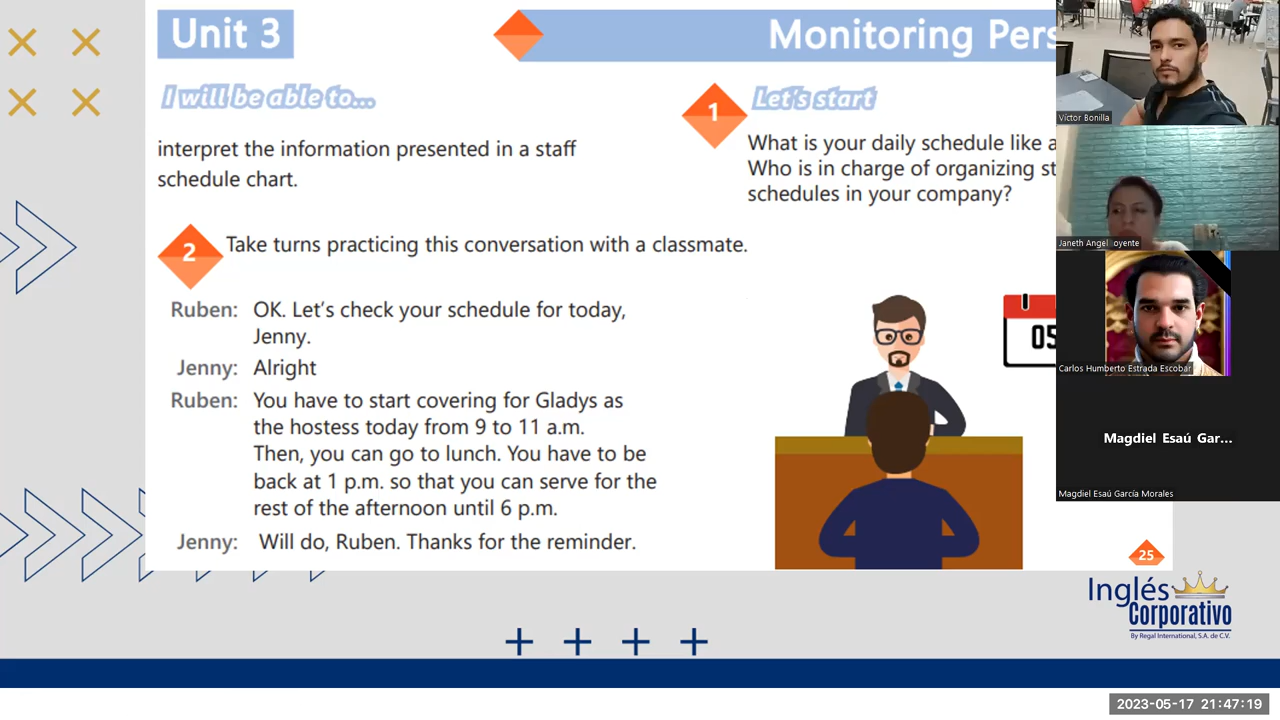 Unit 3
Monitoring Pers
I will be able to...
interpret the information presented in a staff
schedule chart.
1
Let's start
What is your daily schedule like a
Who is in charge of organizing st
schedules in your company?
2
Take turns practicing this conversation with a classmate.
Ruben: OK. Let's check your schedule for today,
Jenny.
Jenny: Alright
Ruben: You have to start covering for Gladys as
the hostess today from 9 to 11 a.m.
Then, you can go to lunch. You have to be
back at 1 p.m. so that you can serve for the
rest of the afternoon until 6 p.m.
Jenny: Will do, Ruben. Thanks for the reminder.
05
25
Inglés
Corporativo
By Regal International, S.A. de C.V.
Víctor Bonilla
Janeth Angel oyente
Carlos Humberto Estrada Escobar
Magdiel Esaú Gar...
Magdiel Esaú García Morales
2023-05-17 21:47:19